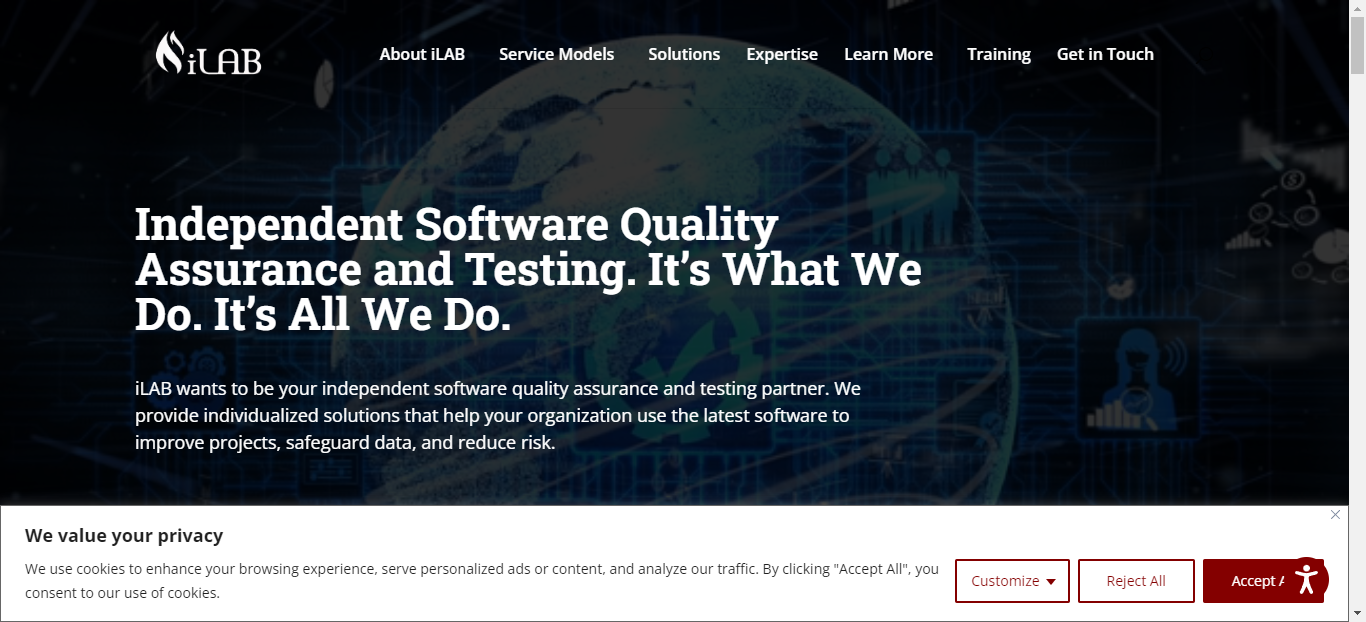 iLAB
About iLAB Service Models Solutions Expertise Learn More Training Get in Touch
Independent Software Quality
Assurance and Testing. It’s What We
Do. It’s All We Do.
iLAB wants to be your independent software quality assurance and testing partner. We
provide individualized solutions that help your organization use the latest software to
improve projects, safeguard data, and reduce risk.
We value your privacy
We use cookies to enhance your browsing experience, serve personalized ads or content, and analyze our traffic. By clicking "Accept All", you
consent to our use of cookies.
Customize
Reject All
Accept